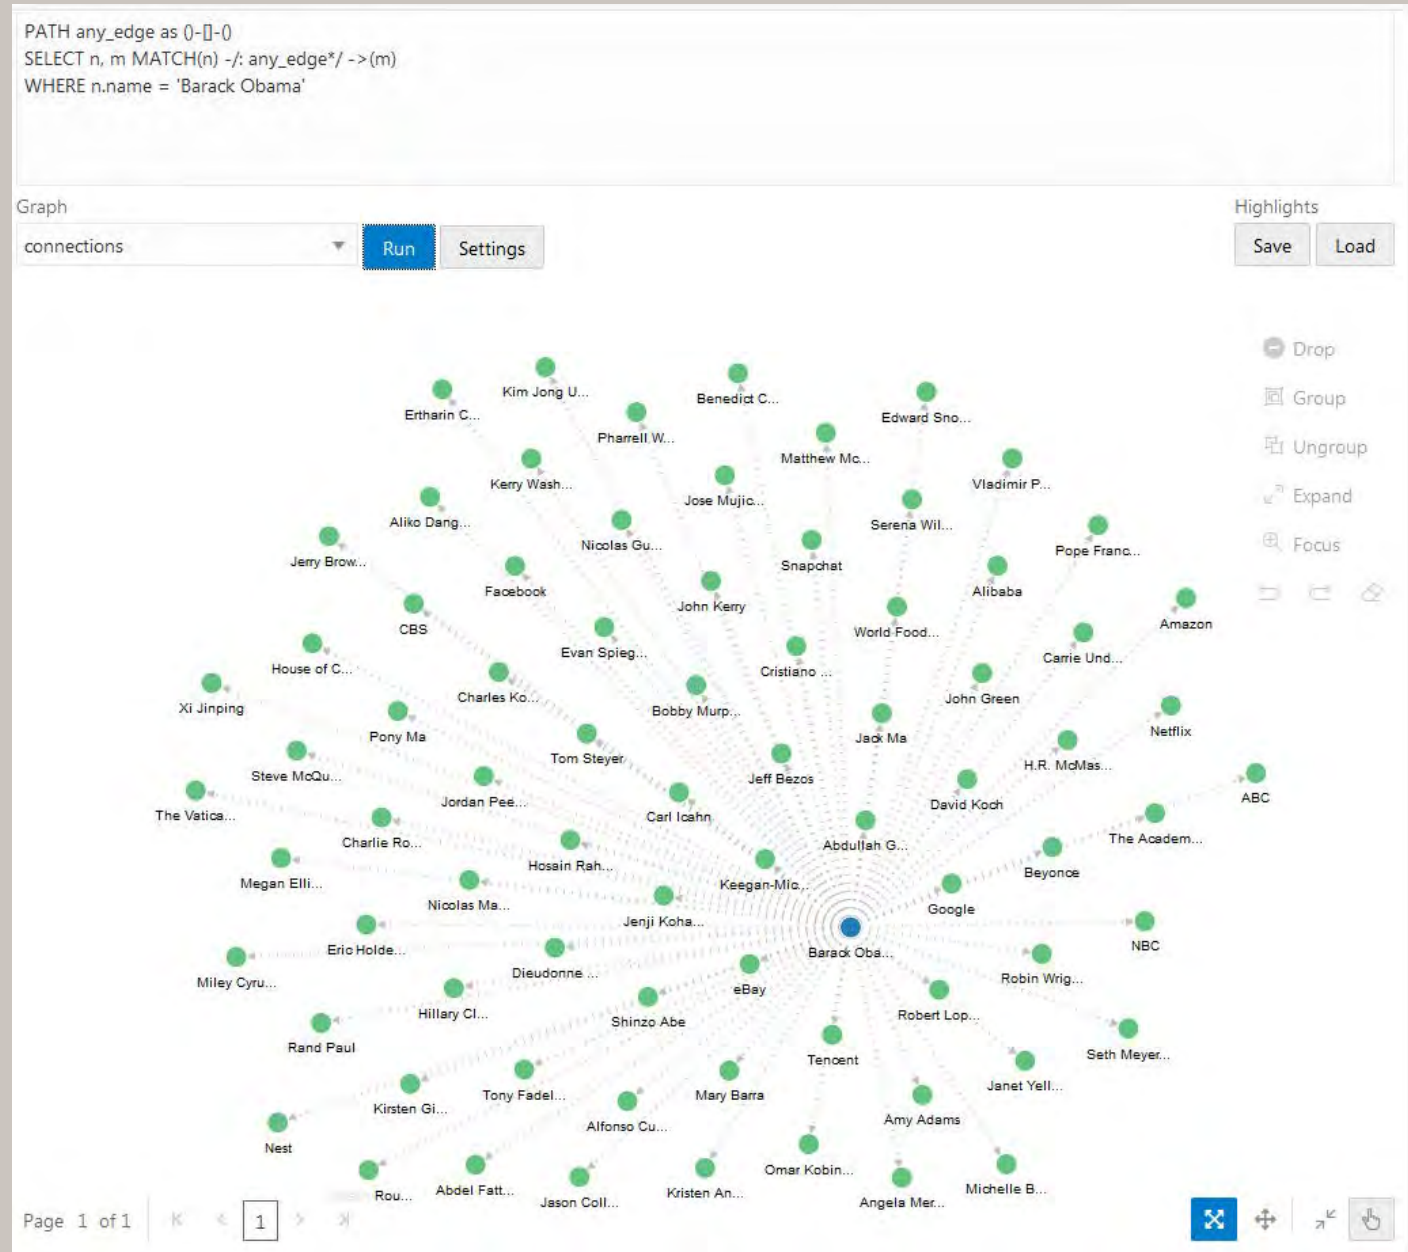 PATH any_edge as ()-[]-()
SELECT n, m MATCH(n) -/: any_edge*/ ->(m)
WHERE n.name = 'Barack Obama'
Graph
Highlights
connections
Run
Settings
Save
Load
Drop
Group
Ungroup
Expand
Focus
Kim Jong U...
Benedict C...
Ertharin C...
Edward Sno...
Pharrell W...
Matthew Mc...
Kerry Wash...
Vladimir P...
Jose Mujic...
Aliko Dang...
Serena Wil...
Nicolas Gu...
Pope Franc...
Jerry Brow...
Snapchat
Facebook
Alibaba
John Kerry
Amazon
CBS
World Food...
Evan Spieg...
Carrie Und...
House of C...
Cristiano ...
Charles Ko...
John Green
Xi Jinping
Bobby Murp...
Netflix
Pony Ma
Jack Ma
Tom Steyer
H.R. McMas...
Steve McQu...
Jeff Bezos
ABC
Jordan Pee...
David Koch
The Vatica...
Carl Icahn
The Academ...
Charlie Ro...
Abdullah G...
Hosain Rah...
Beyonce
Megan Elli...
Keegan-Mic...
Nicolas Ma...
Google
Jenji Koha...
NBC
Eric Holde...
Barack Oba...
Dieudonne ...
Robin Wrig...
Miley Cyru...
eBay
Hillary Cl...
Robert Lop...
Shinzo Abe
Rand Paul
Tencent
Seth Meyer...
Janet Yell...
Tony Fadel...
Mary Barra
Kirsten Gi...
Amy Adams
Alfonso Cu...
Nest
Omar Kobin...
Rou...
Abdel Fatt...
Kristen An...
Michelle B...
Jason Coll...
Angela Mer...
Page 1 of 1
1